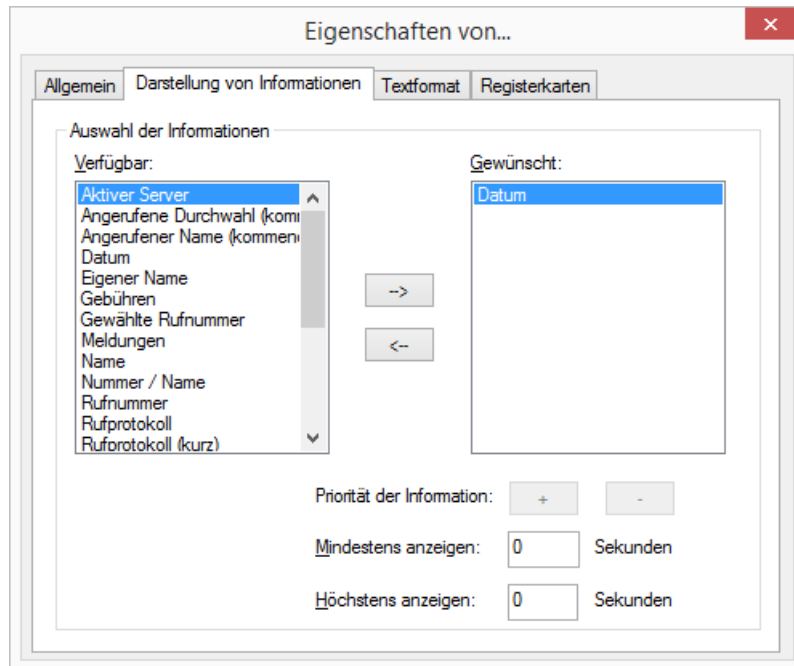 Eigenschaften von...
Allgemein Darstellung von Informationen Textformat Registerkarten
Auswahl der Informationen
Verfügbar: Gewünscht:
Aktiver Server Datum
Angerufene Durchwahl (kom
Angerufener Name (kommen
Datum
Eigener Name
Gebühren
--> 
Gewählte Rufnummer
Meldungen
<--
Name
Nummer / Name
Rufnummer
Rufprotokoll
Rufprotokoll (kurz)
Priorität der Information: + -
Mindestens anzeigen: 0 Sekunden
Höchstens anzeigen: 0 Sekunden